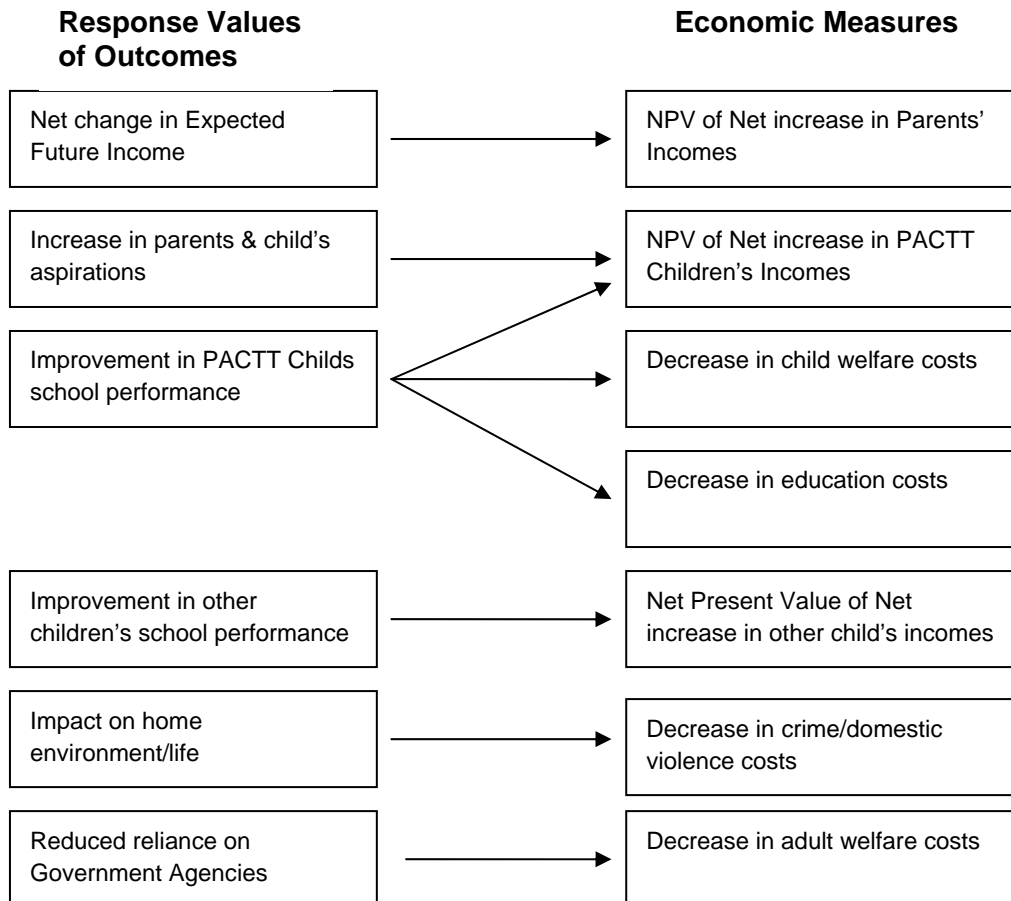 Response Values
of Outcomes
Economic Measures
Net change in Expected
Future Income
NPV of Net increase in Parents'
Incomes
Increase in parents & child's
aspirations
NPV of Net increase in PACTT
Children's Incomes
Improvement in PACTT Childs
school performance
Decrease in child welfare costs
Decrease in education costs
Improvement in other
children's school performance
Net Present Value of Net
increase in other child's incomes
Impact on home
environment/life
Decrease in crime/domestic
violence costs
Reduced reliance on
Government Agencies
Decrease in adult welfare costs